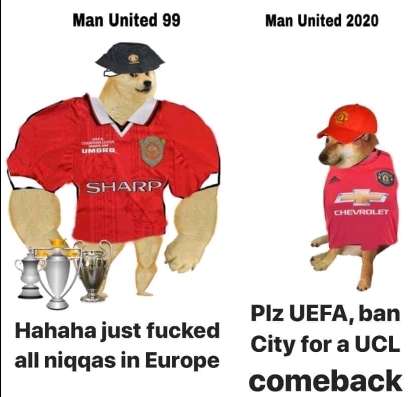 Man United 99
Man United 2020
UMBRO
SHARP
CHEVROLET
Hahaha just fucked
all niqqas in Europe
Plz UEFA, ban
City for a UCL
comeback